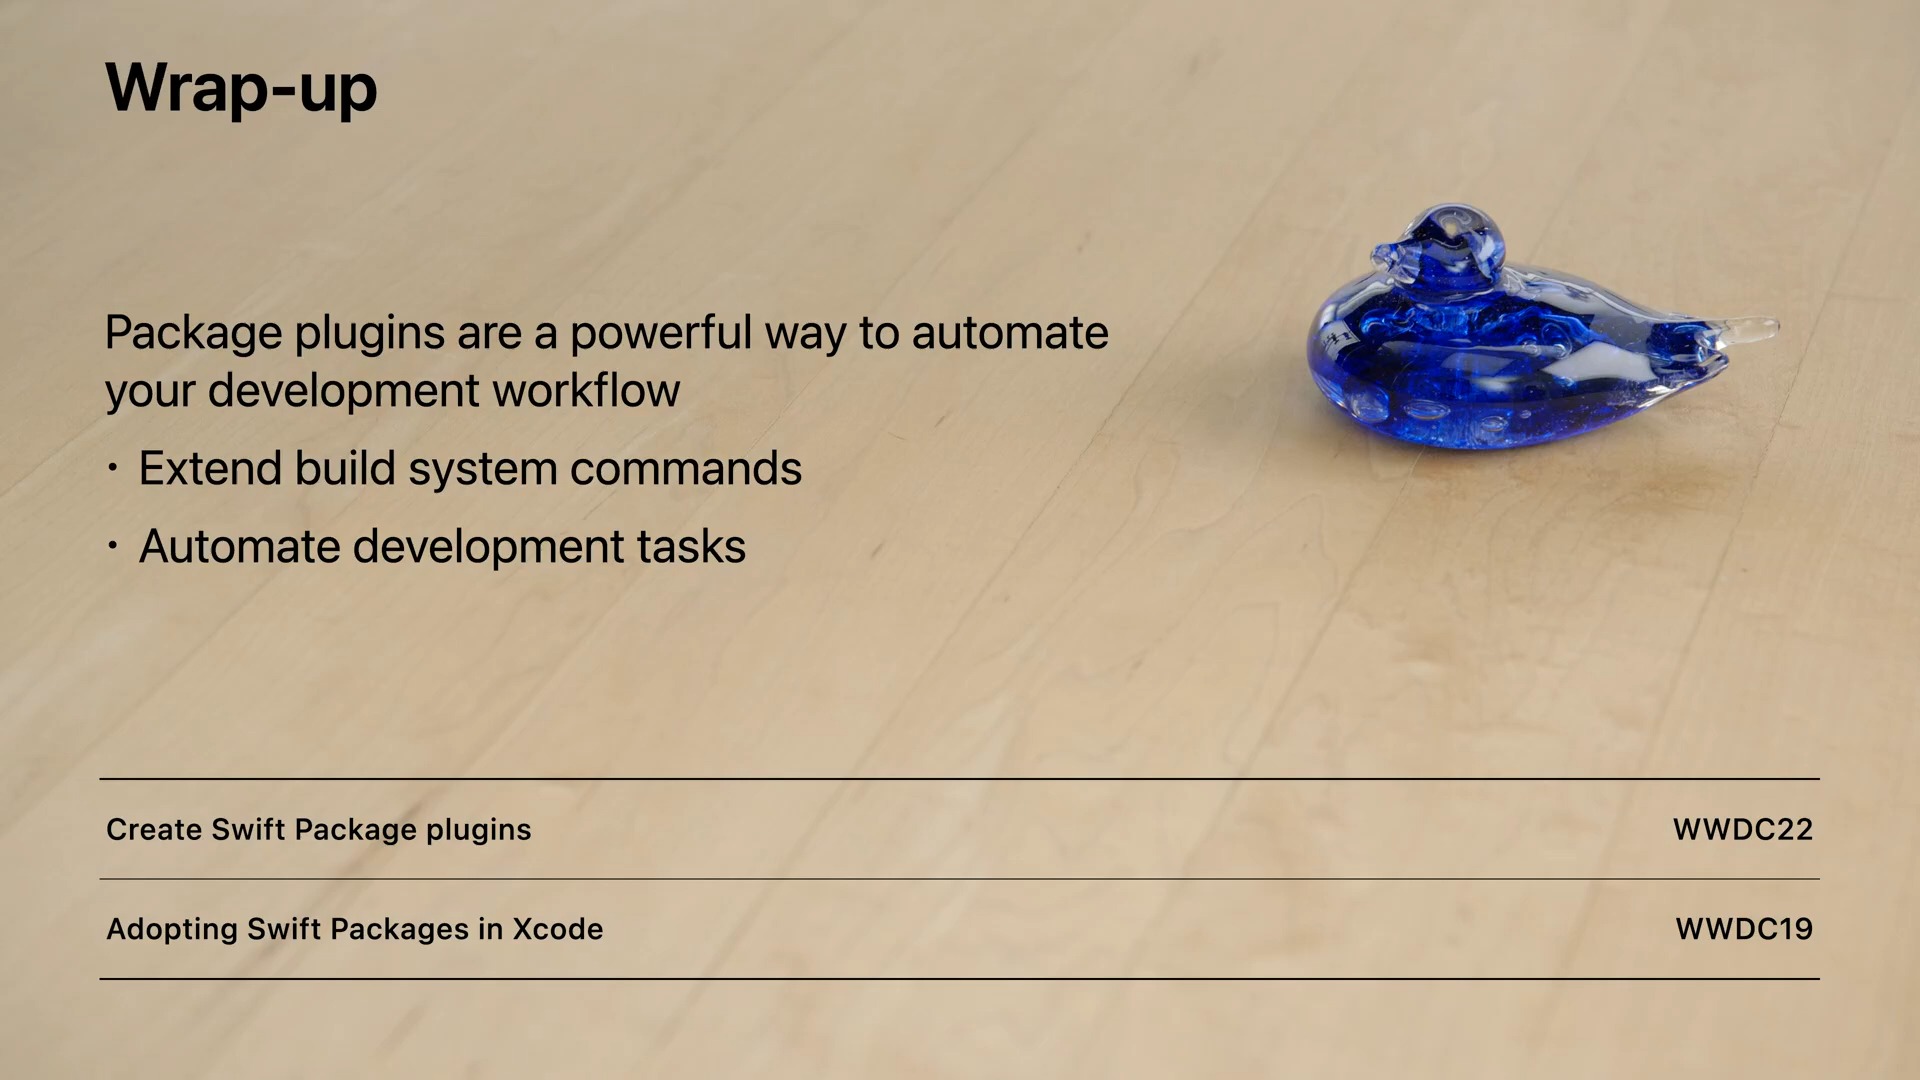 Wrap-up
Package plugins are a powerful way to automate
your development workflow
· Extend build system commands
· Automate development tasks
Create Swift Package plugins WWDC22
Adopting Swift Packages in Xcode WWDC19